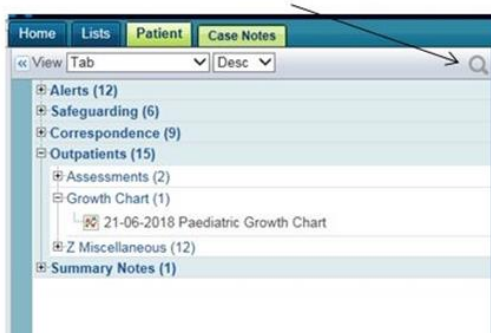 Home Lists Patient Case Notes
View Tab Desc
Alerts (12)
Safeguarding (6)
Correspondence (9)
Outpatients (15)
Assessments (2)
Growth Chart (1)
21-06-2018 Paediatric Growth Chart
Z Miscellaneous (12)
Summary Notes (1)